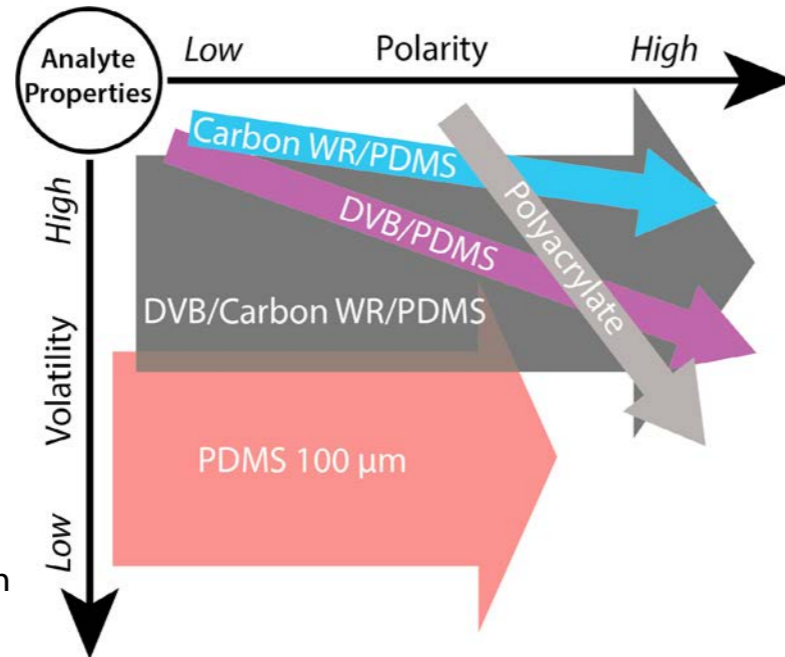 Analyte
Properties
Low
Polarity
High
Carbon WR/PDMS
DVB/PDMS
Polyacrylate
DVB/Carbon WR/PDMS
PDMS 100 µm
High
Volatility
Low